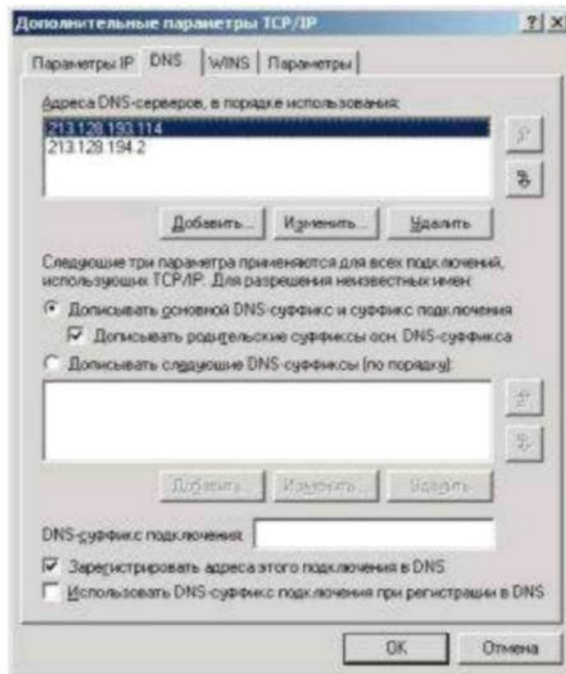 Дополнительные параметры TCP/IP
Параметры IP DNS WINS Параметры
Адреса DNS-серверов, в порядке использования:
213.128.193.114
213.128.194.2
Добавить... Изменить... Удалить
Следующие три параметра применяются для всех подключений,
использующих TCP/IP. Для разрешения неизвестных имен:
Дописывать основной DNS-суффикс и суффикс подключения
Дописывать родительские суффиксы осн. DNS-суффикса
Дописывать следующие DNS-суффиксы (по порядку):
Добавить... Изменить... Удалить
DNS-суффикс подключения:
Зарегистрировать адреса этого подключения в DNS
Использовать DNS-суффикс подключения при регистрации в DNS
OK Отмена